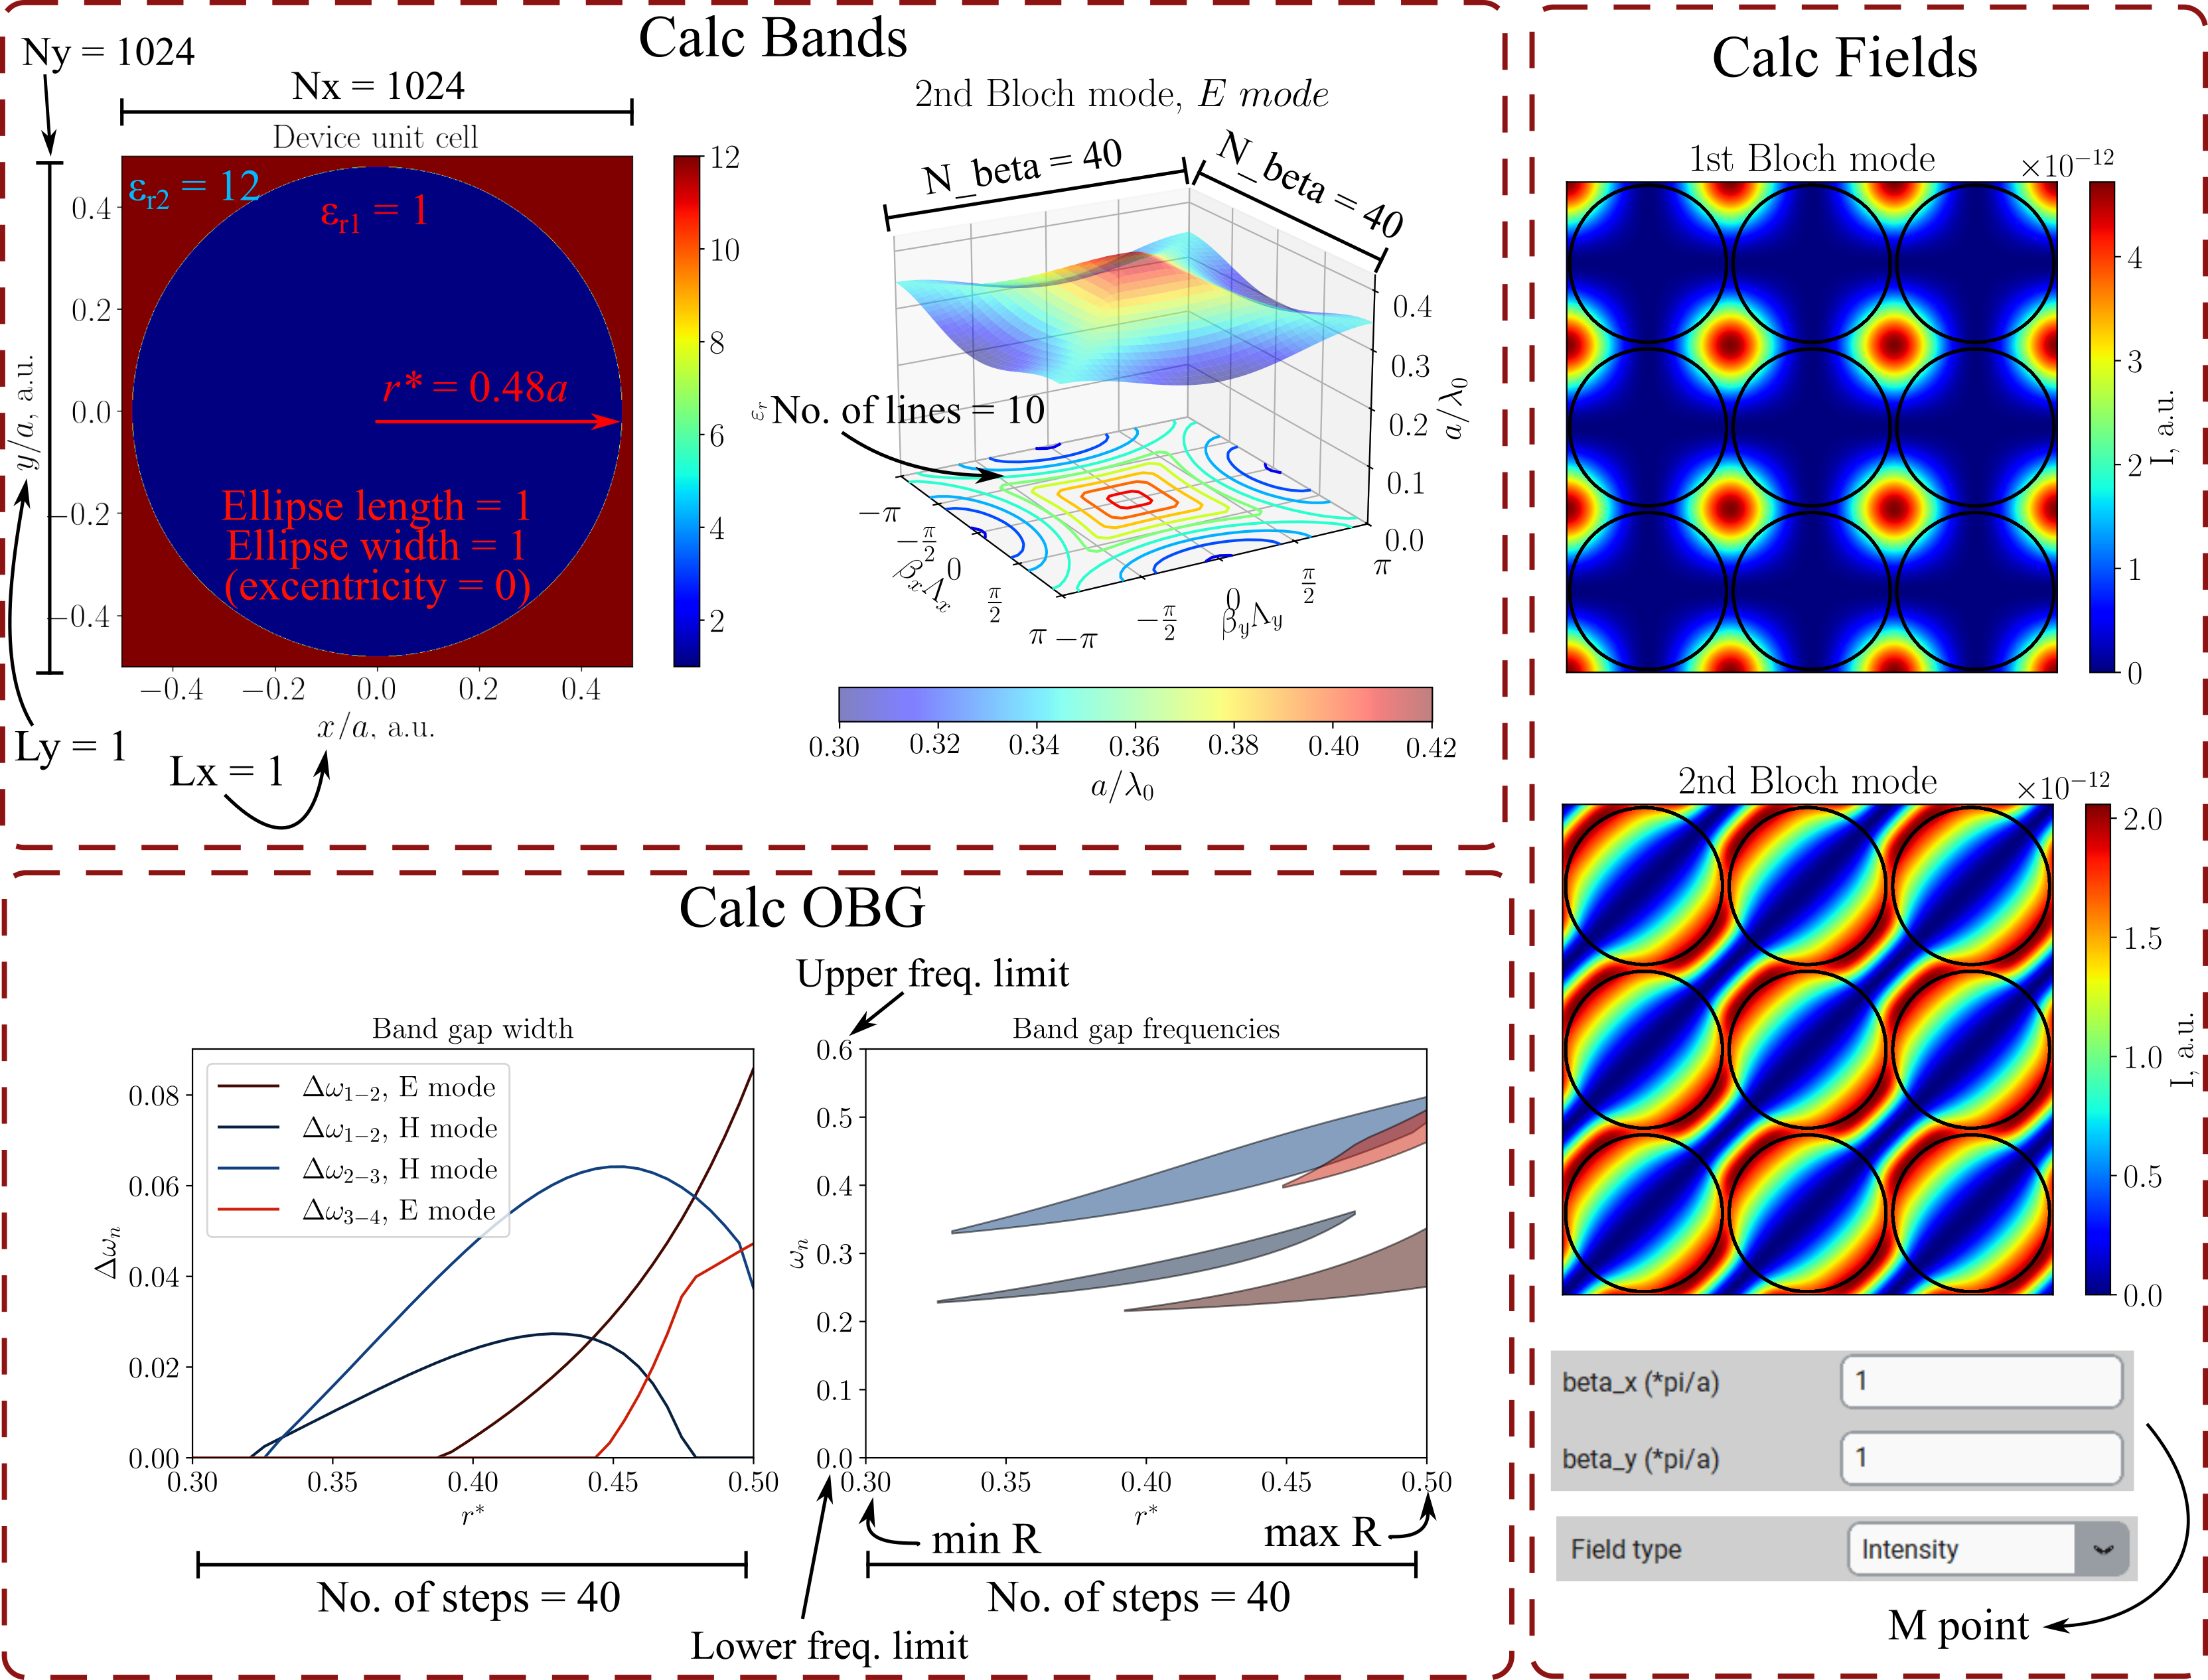 Calc Bands
Ny = 1024
Nx = 1024
Device unit cell
εr2 = 12
εr1 = 1
r* = 0.48a
Ellipse length = 1
Ellipse width = 1
(excentricity = 0)
0.4
0.2
0.0
−0.2
−0.4
y/a, a.u.
−0.4 −0.2 0.0 0.2 0.4
x/a, a.u.
Ly = 1
Lx = 1
12
10
8
6
4
2
εr
2nd Bloch mode, E mode
N_beta = 40
N_beta = 40
No. of lines = 10
0.4
0.3
0.2
0.1
0.0
a/λ0
−π
−π/2
0
π/2
π
βxΛx
−π
−π/2
0
π/2
π
βyΛy
0.30 0.32 0.34 0.36 0.38 0.40 0.42
a/λ0
Calc OBG
Upper freq. limit
Band gap width
Δω1−2, E mode
Δω1−2, H mode
Δω2−3, H mode
Δω3−4, E mode
0.08
0.06
0.04
0.02
0.00
Δωn
0.30 0.35 0.40 0.45 0.50
r*
No. of steps = 40
Band gap frequencies
0.6
0.5
0.4
0.3
0.2
0.1
0.0
ωn
0.30 0.35 0.40 0.45 0.50
r*
min R
max R
No. of steps = 40
Lower freq. limit
Calc Fields
1st Bloch mode
×10−12
4
3
2
1
0
I, a.u.
2nd Bloch mode
×10−12
2.0
1.5
1.0
0.5
0.0
I, a.u.
beta_x (*pi/a) 1
beta_y (*pi/a) 1
Field type Intensity
M point